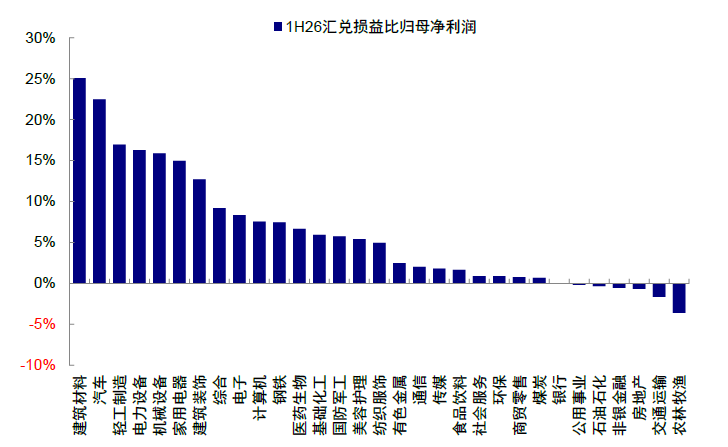 1H26汇兑损益比归母净利润
30%
25%
20%
15%
10%
5%
0%
-5%
-10%
建筑材料
汽车
轻工制造
电力设备
机械设备
家用电器
建筑装饰
综合
电子
计算机
钢铁
医药生物
基础化工
国防军工
美容护理
纺织服饰
有色金属
通信
传媒
食品饮料
社会服务
环保
商贸零售
煤炭
银行
公用事业
石油石化
非银金融
房地产
交通运输
农林牧渔